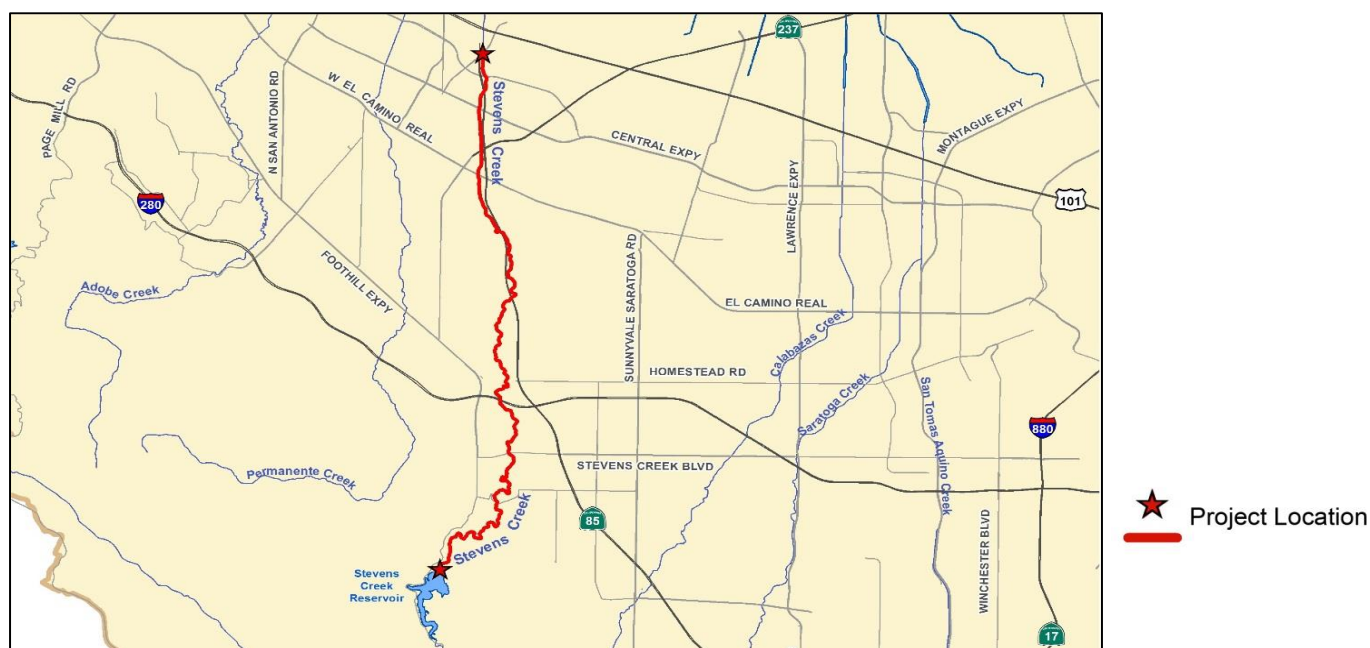 237
PAGE MILL RD
N SAN ANTONIO RD
W EL CAMINO REAL
Stevens Creek
CENTRAL EXPY
MONTAGUE EXPY
LAWRENCE EXPY
280
101
FOOTHILL EXPY
SUNNYVALE SARATOGA RD
Adobe Creek
EL CAMINO REAL
Calabazas Creek
HOMESTEAD RD
Saratoga Creek
San Tomas Aquino Creek
880
Permanente Creek
STEVENS CREEK BLVD
Stevens Creek
85
WINCHESTER BLVD
Project Location
Stevens
Creek
Reservoir
17